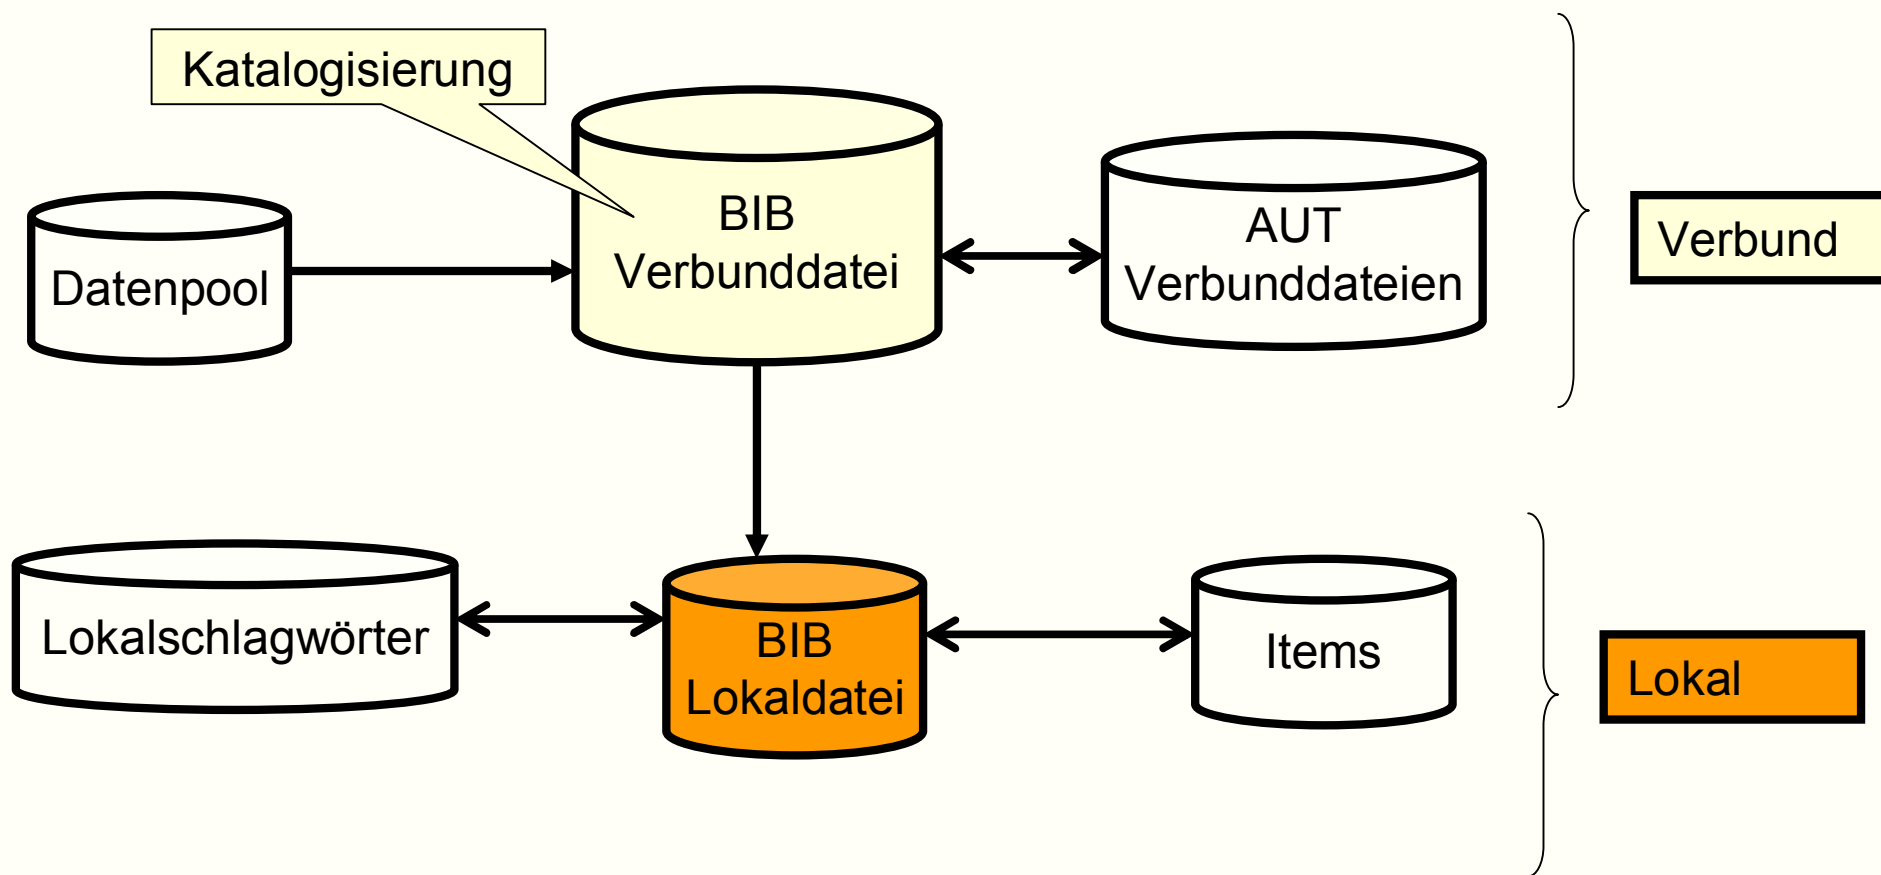 Katalogisierung
Datenpool
BIB
Verbunddatei
AUT
Verbunddateien
Verbund
Lokalschlagwörter
BIB
Lokaldatei
Items
Lokal